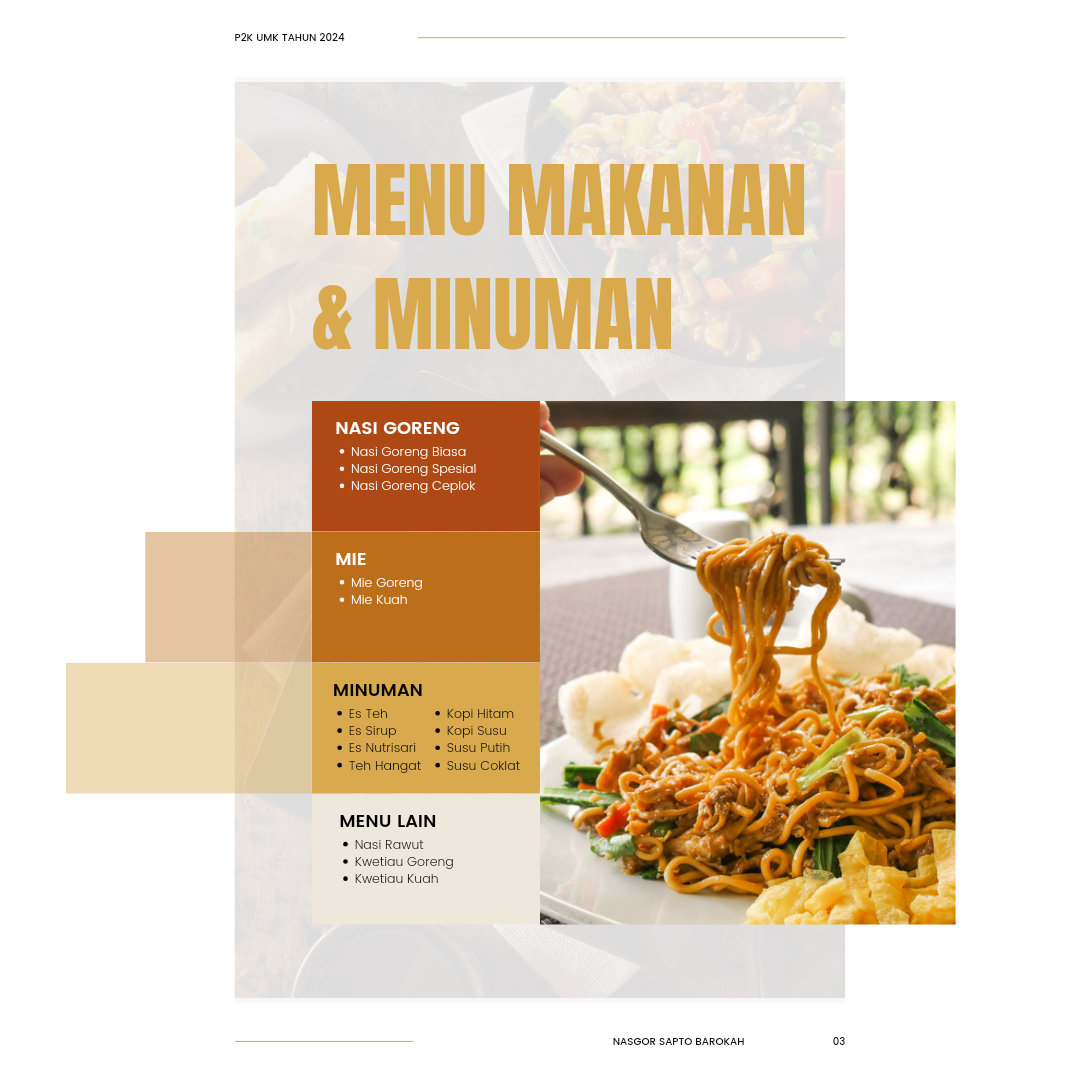 P2K UMK TAHUN 2024
MENU MAKANAN
& MINUMAN
NASI GORENG
• Nasi Goreng Biasa
• Nasi Goreng Spesial
• Nasi Goreng Ceplok
MIE
• Mie Goreng
• Mie Kuah
MINUMAN
• Es Teh
• Es Sirup
• Es Nutrisari
• Teh Hangat
• Kopi Hitam
• Kopi Susu
• Susu Putih
• Susu Coklat
MENU LAIN
• Nasi Rawut
• Kwetiau Goreng
• Kwetiau Kuah
NASGOR SAPTO BAROKAH
03